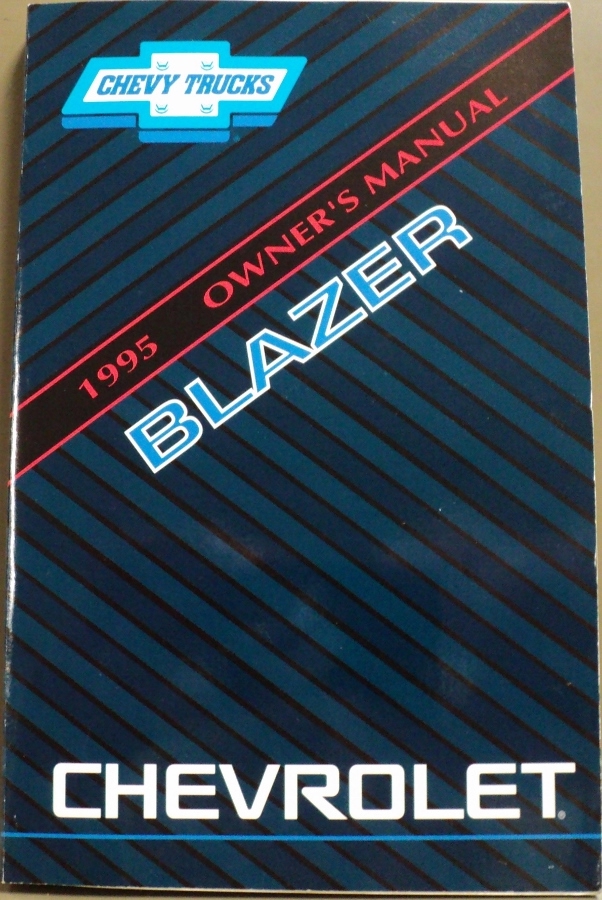 CHEVY TRUCKS
1995 OWNER'S MANUAL
BLAZER
CHEVROLET®